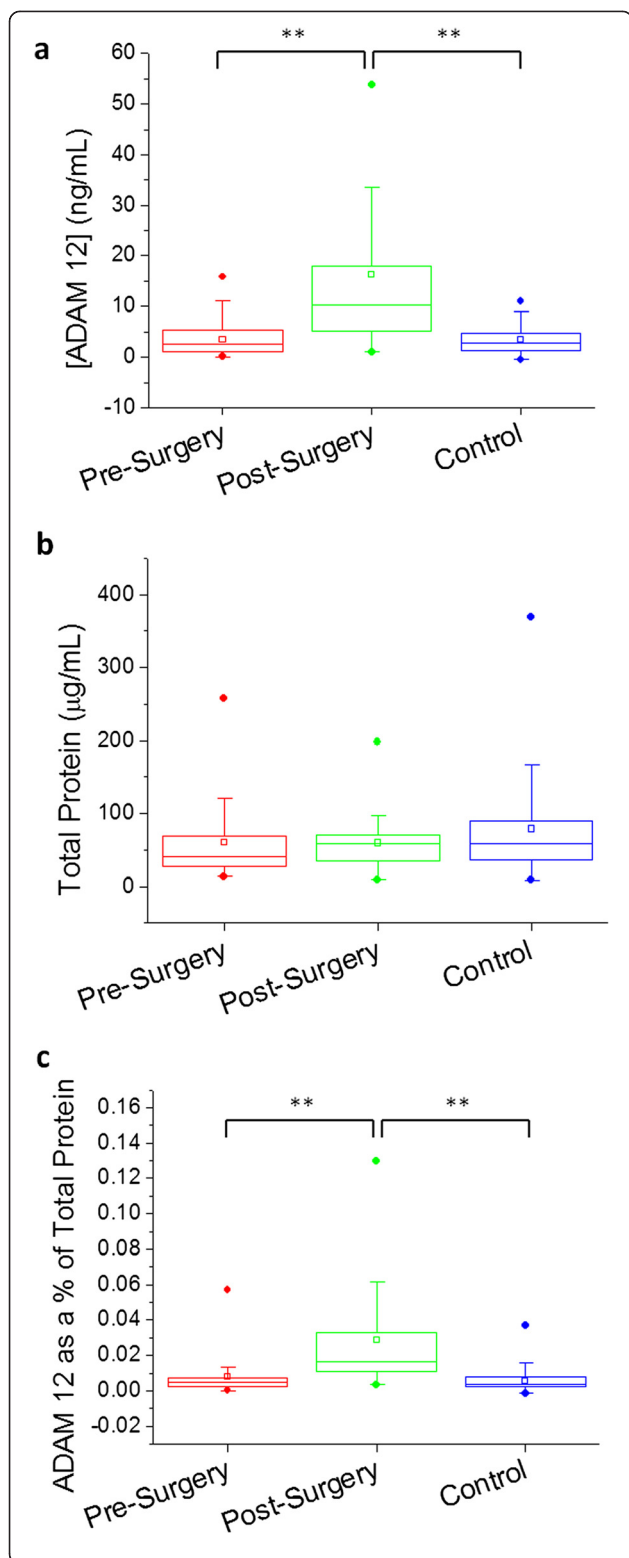 a
** **
60
50
40
30
20
10
0
-10
[ADAM 12] (ng/mL)
Pre-Surgery Post-Surgery Control
b
400
300
200
100
0
Total Protein (μg/mL)
Pre-Surgery Post-Surgery Control
c
** **
0.16
0.14
0.12
0.10
0.08
0.06
0.04
0.02
0.00
-0.02
ADAM 12 as a % of Total Protein
Pre-Surgery Post-Surgery Control